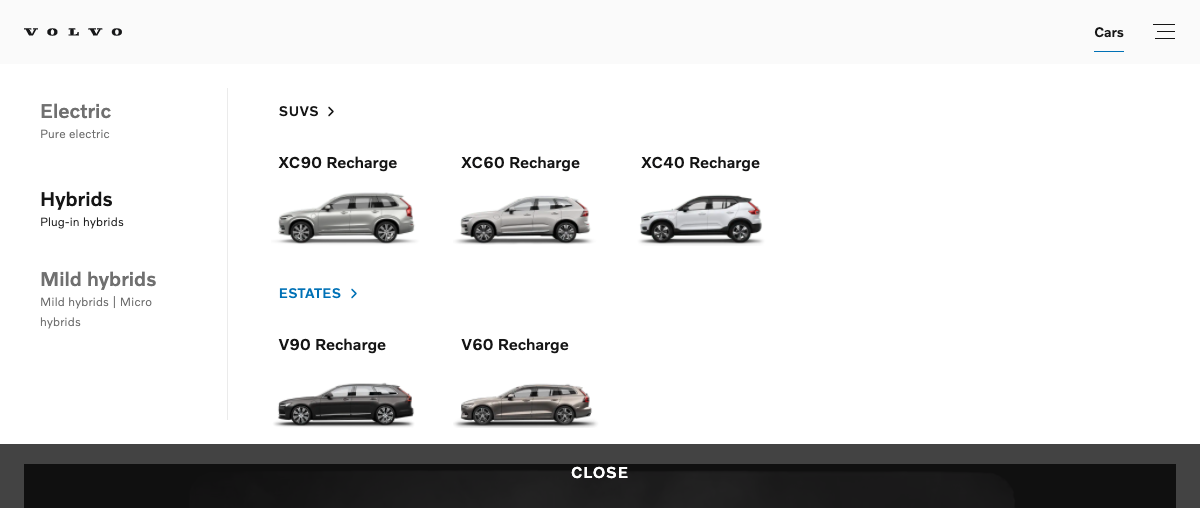 VOLVO
Cars
Electric
Pure electric
Hybrids
Plug-in hybrids
Mild hybrids
Mild hybrids | Micro
hybrids
SUVS
XC90 Recharge
XC60 Recharge
XC40 Recharge
ESTATES
V90 Recharge
V60 Recharge
CLOSE